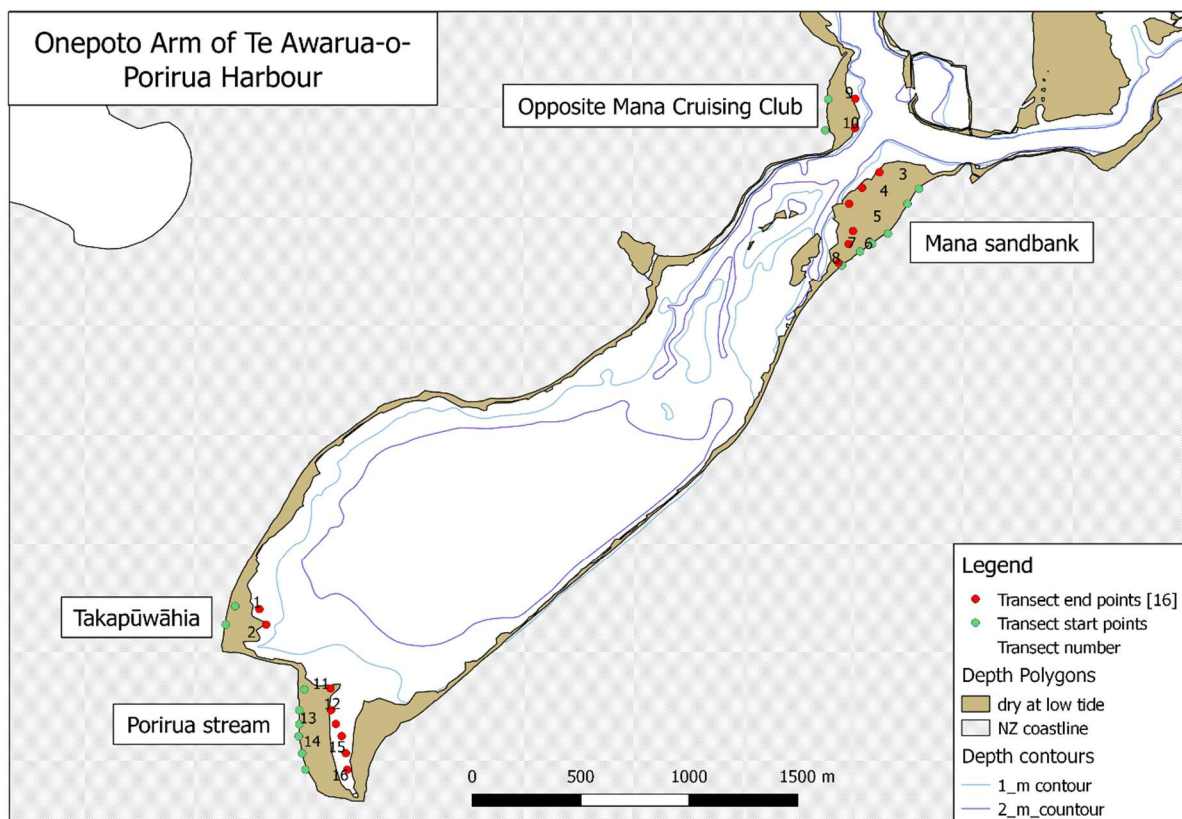 Onepoto Arm of Te Awarua-o-
Porirua Harbour
Opposite Mana Cruising Club
9
10
3
4
5
Mana sandbank
7 6
8
Takapūwāhia
1
2
Porirua stream
11
12
13
14
15
16
0 500 1000 1500 m
Legend
Transect end points [16]
Transect start points
Transect number
Depth Polygons
dry at low tide
NZ coastline
Depth contours
1_m contour
2_m_countour